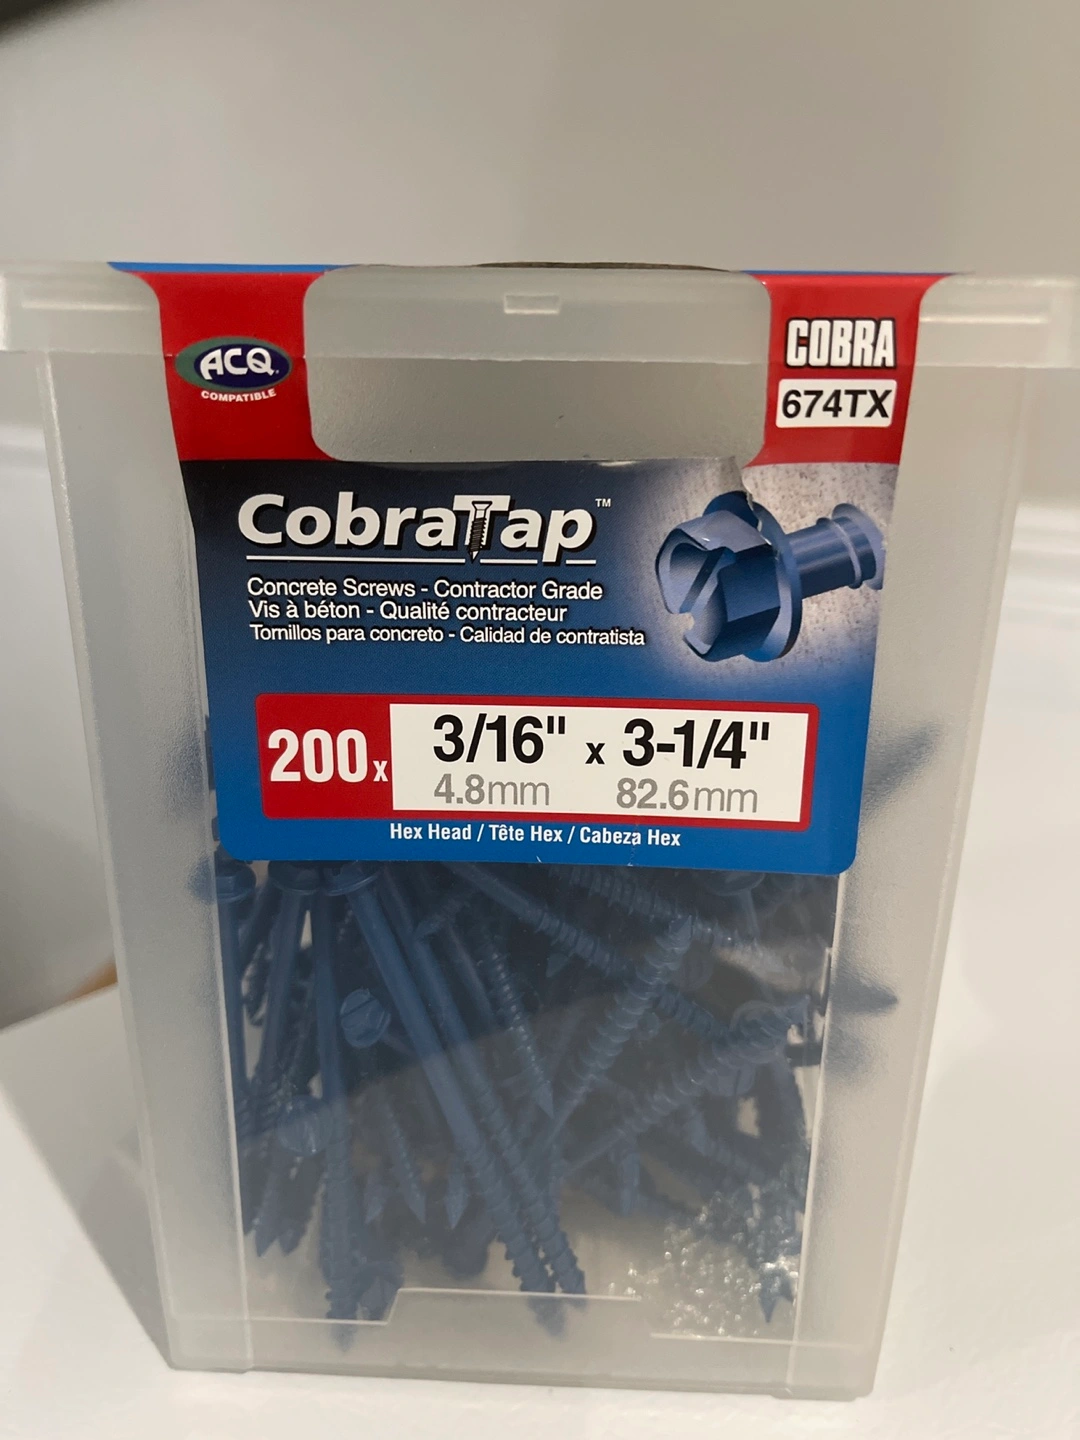 ACQ.
COMPATIBLE
COBRA
674TX
CobraTap™
Concrete Screws - Contractor Grade
Vis à béton - Qualité contracteur
Tornillos para concreto - Calidad de contratista
200x 3/16" x 3-1/4"
4.8mm 82.6mm
Hex Head / Tête Hex / Cabeza Hex